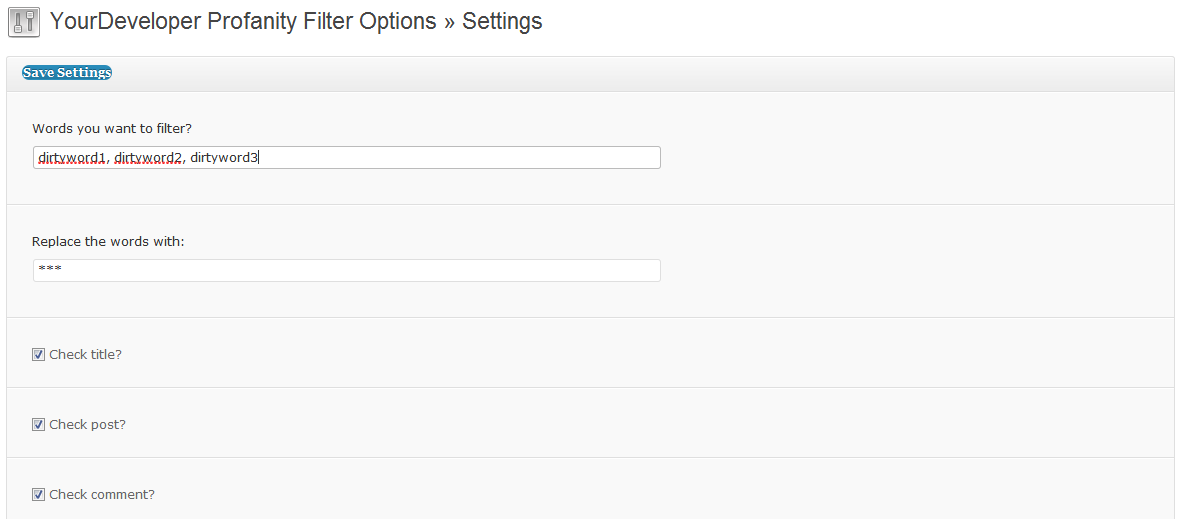 YourDeveloper Profanity Filter Options » Settings
Save Settings
Words you want to filter?
dirtyword1, dirtyword2, dirtyword3
Replace the words with:
***
Check title?
Check post?
Check comment?